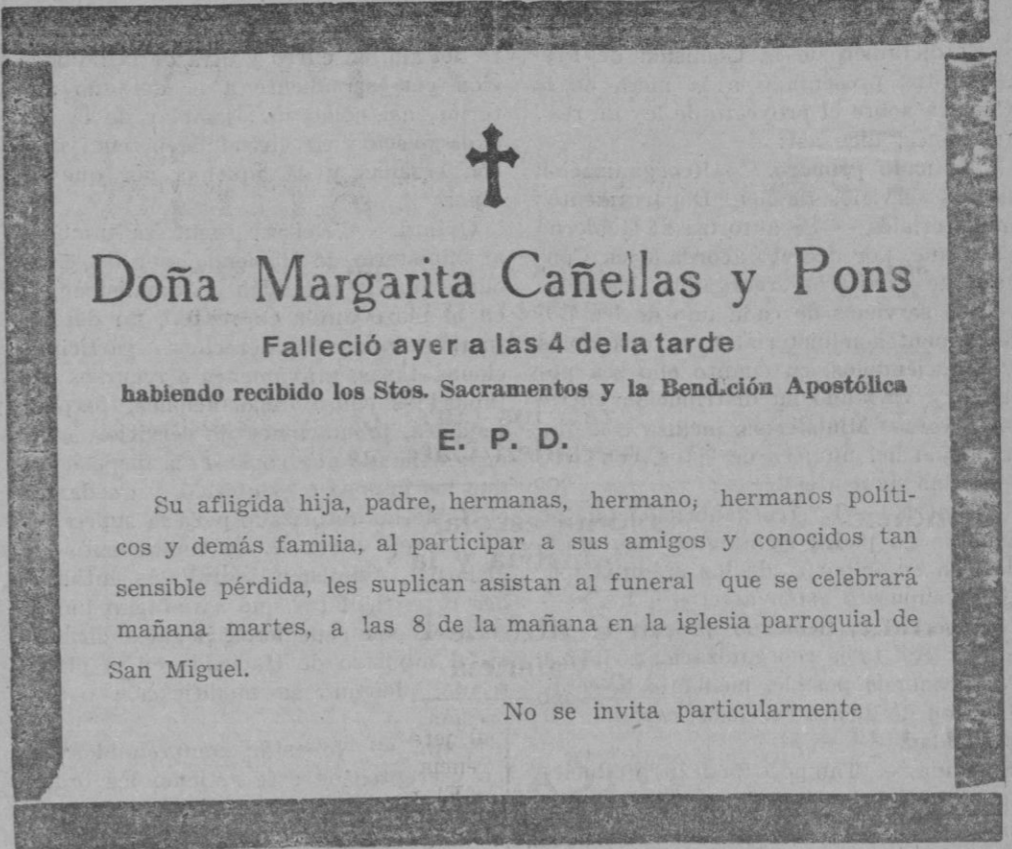 Doña Margarita Cañellas y Pons
Falleció ayer a las 4 de la tarde
habiendo recibido los Stos. Sacramentos y la Bendición Apostólica
E. P. D.
Su afligida hija, padre, hermanas, hermano, hermanos políti-
cos y demás familia, al participar a sus amigos y conocidos tan
sensible pérdida, les suplican asistan al funeral que se celebrará
mañana martes, a las 8 de la mañana en la iglesia parroquial de
San Miguel.
No se invita particularmente